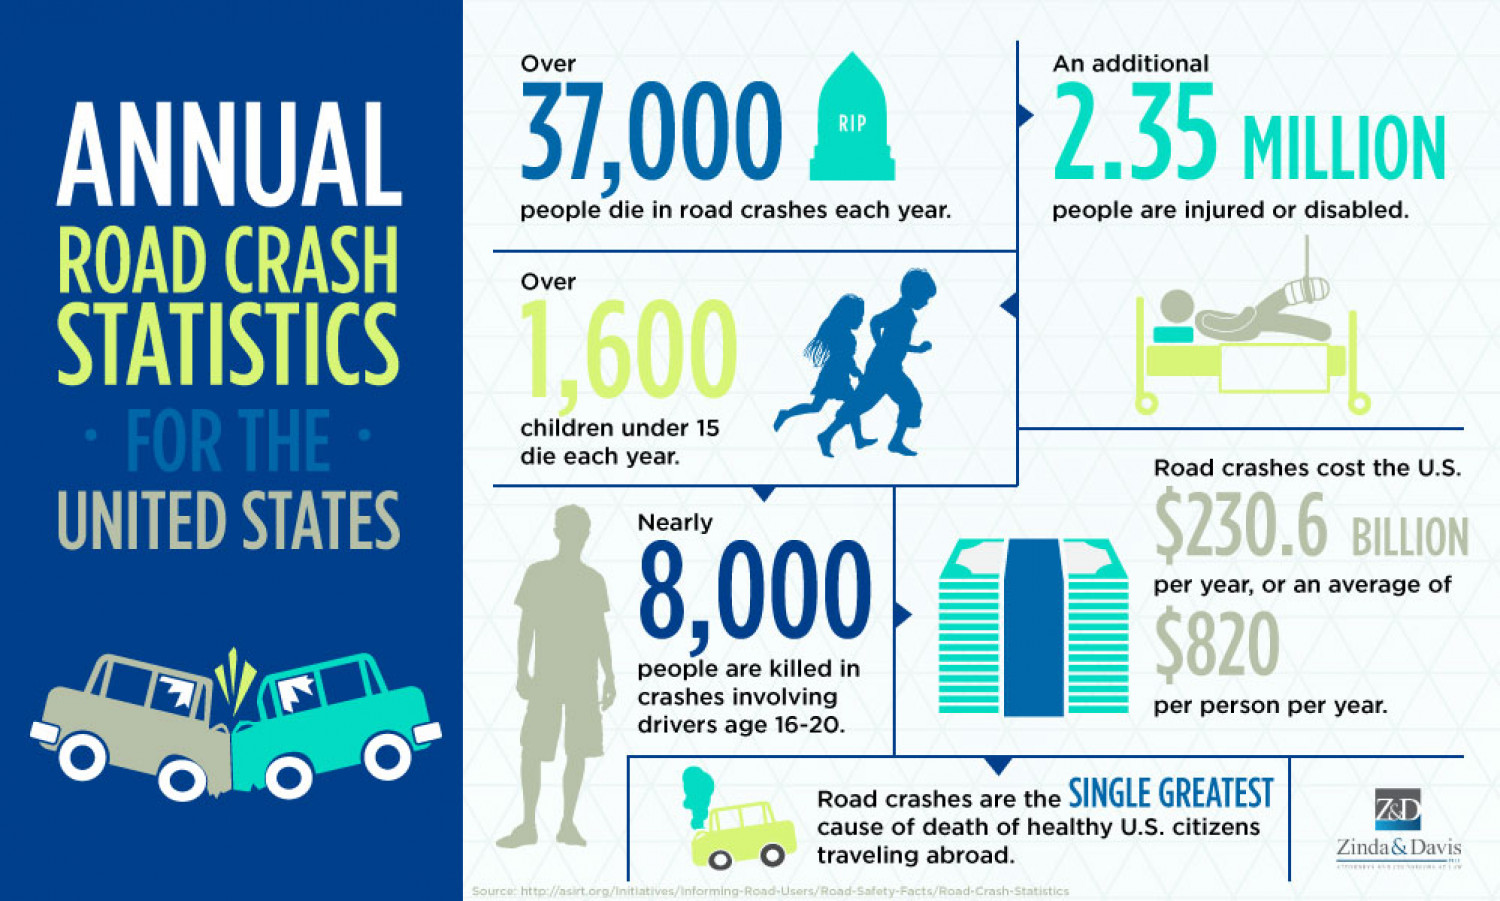 ANNUAL
ROAD CRASH
STATISTICS
· FOR THE ·
UNITED STATES
Over
37,000
people die in road crashes each year.
RIP
An additional
2.35 MILLION
people are injured or disabled.
Over
1,600
children under 15
die each year.
Nearly
8,000
people are killed in
crashes involving
drivers age 16-20.
Road crashes cost the U.S.
$230.6 BILLION
per year, or an average of
$820
per person per year.
Road crashes are the SINGLE GREATEST
cause of death of healthy U.S. citizens
traveling abroad.
Z&D
Zinda & Davis
Source: http://asirt.org/Initiatives/Informing-Road-Users/Road-Safety-Facts/Road-Crash-Statistics